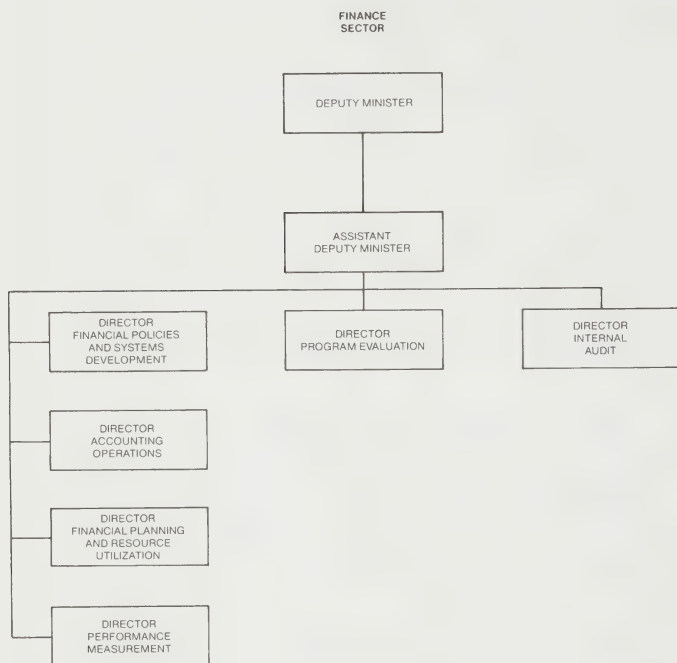 FINANCE
SECTOR
DEPUTY MINISTER
ASSISTANT
DEPUTY MINISTER
DIRECTOR
FINANCIAL POLICIES
AND SYSTEMS
DEVELOPMENT
DIRECTOR
PROGRAM EVALUATION
DIRECTOR
INTERNAL
AUDIT
DIRECTOR
ACCOUNTING
OPERATIONS
DIRECTOR
FINANCIAL PLANNING
AND RESOURCE
UTILIZATION
DIRECTOR
PERFORMANCE
MEASUREMENT